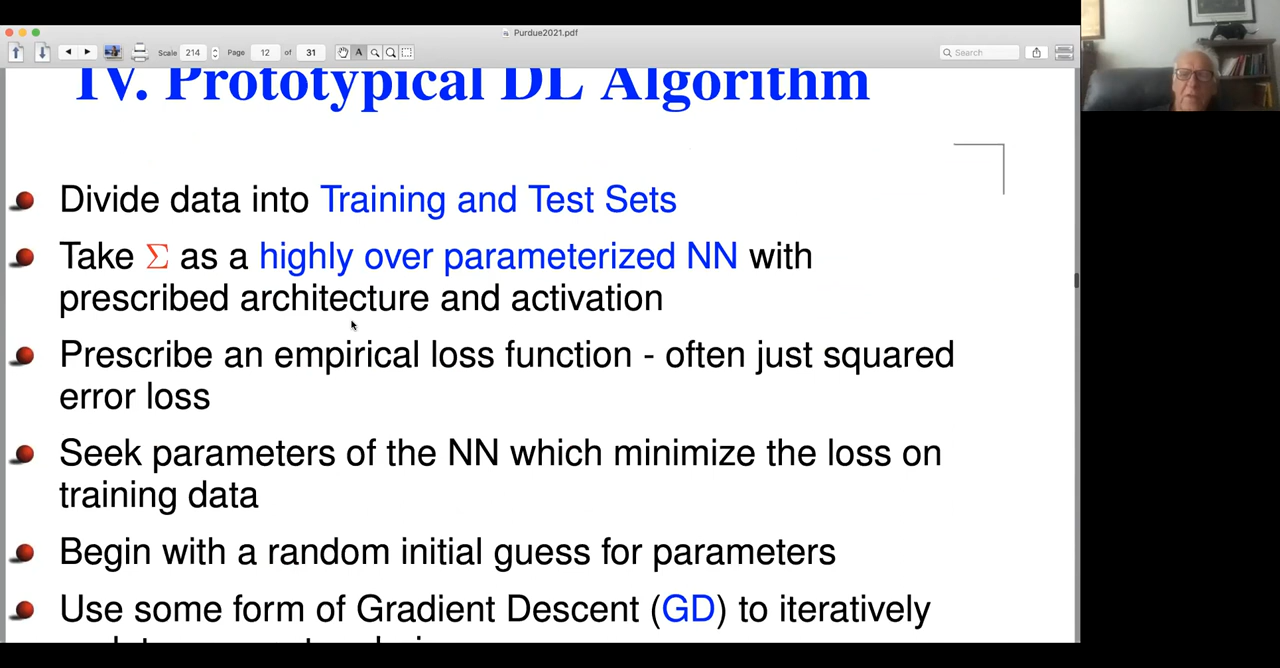 Purdue2021.pdf
Scale 214 Page 12 of 31 A Search
IV. Prototypical DL Algorithm
Divide data into Training and Test Sets
Take Σ as a highly over parameterized NN with
prescribed architecture and activation
Prescribe an empirical loss function - often just squared
error loss
Seek parameters of the NN which minimize the loss on
training data
Begin with a random initial guess for parameters
Use some form of Gradient Descent (GD) to iteratively